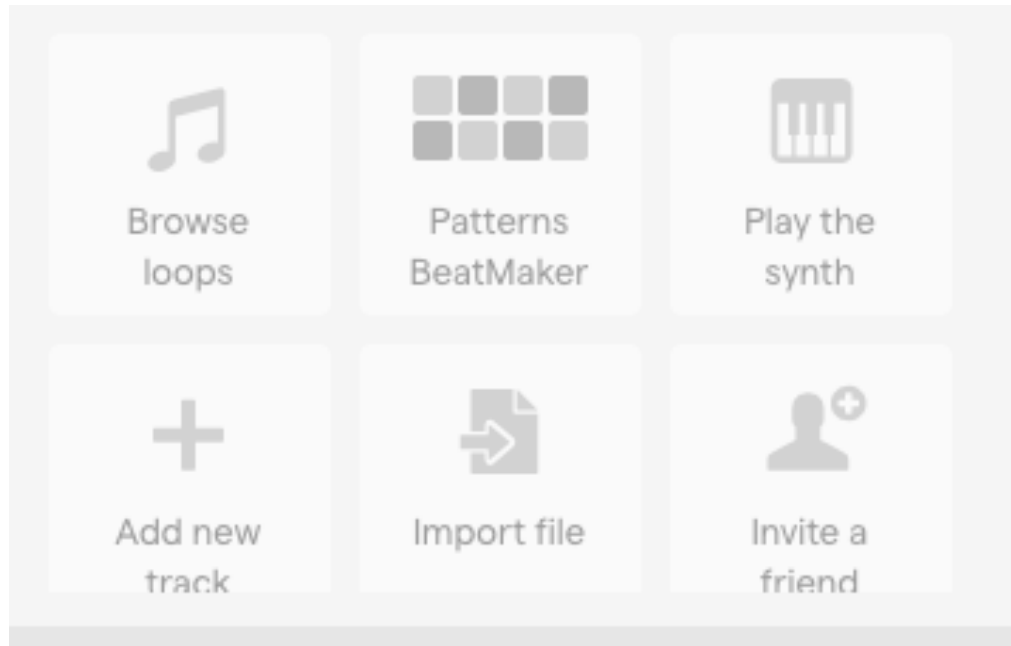 Browse
loops
Patterns
BeatMaker
Play the
synth
Add new
track
Import file
Invite a
friend